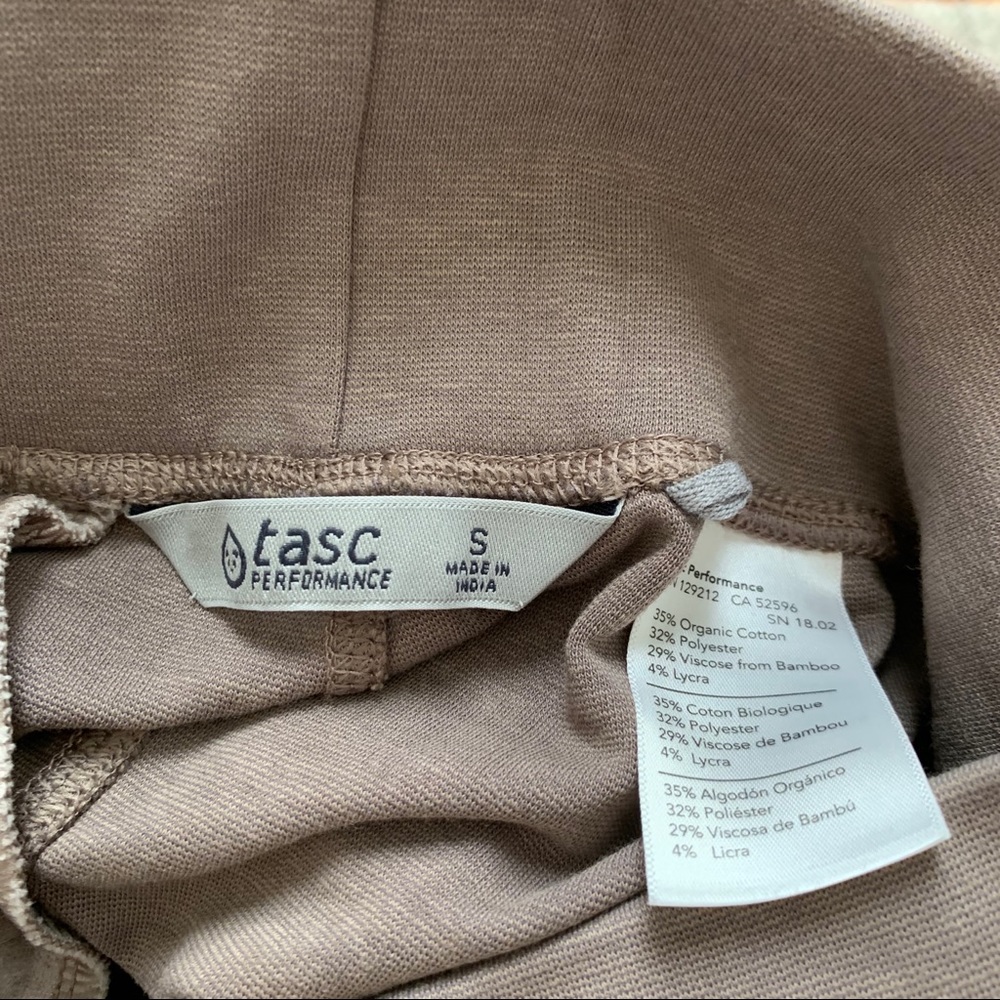 tasc
PERFORMANCE
S
MADE IN
INDIA
Performance
129212 CA 52596
SN 18.02
35% Organic Cotton
32% Polyester
29% Viscose from Bamboo
4% Lycra
35% Coton Biologique
32% Polyester
29% Viscose de Bambou
4% Lycra
35% Algodón Orgánico
32% Poliéster
29% Viscosa de Bambú
4% Licra